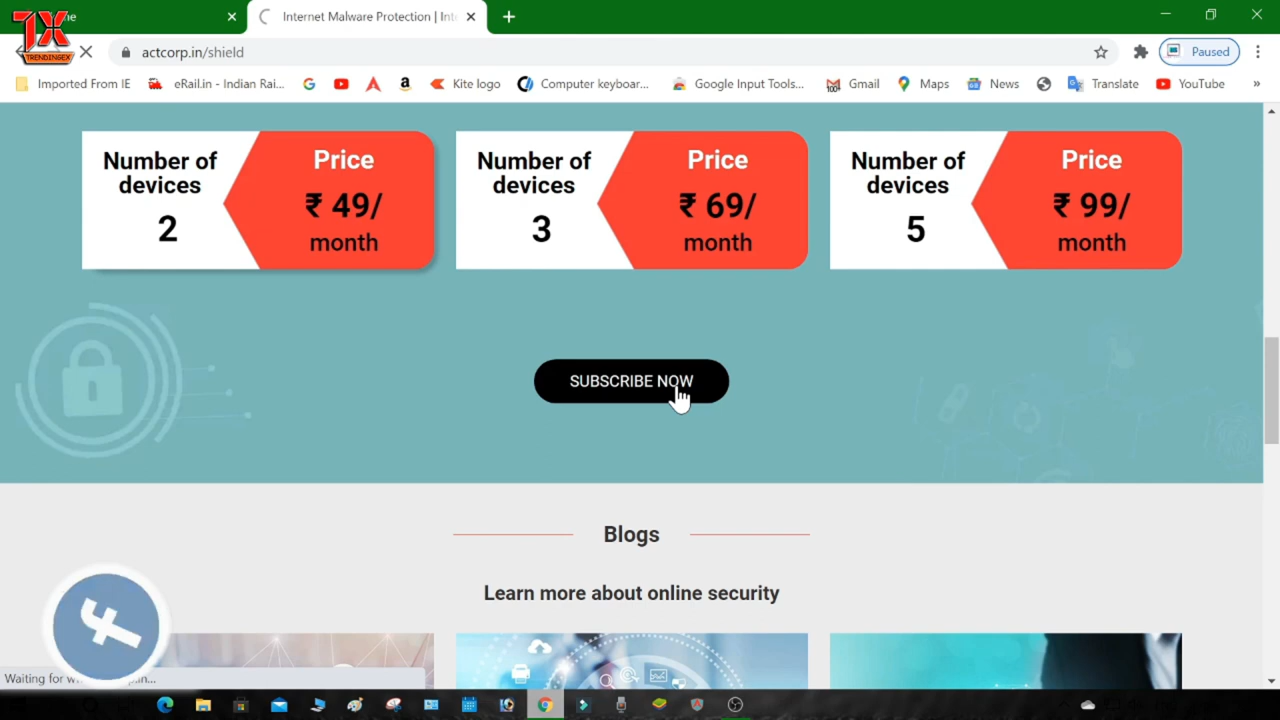 TX
TRENDINGEX
Internet Malware Protection | Int
actcorp.in/shield
Paused
Imported From IE
eRail.in - Indian Rai...
Kite logo
Computer keyboar...
Google Input Tools...
Gmail
Maps
News
Translate
YouTube
»
Number of devices
2
Price
₹ 49/
month
Number of devices
3
Price
₹ 69/
month
Number of devices
5
Price
₹ 99/
month
SUBSCRIBE NOW
Blogs
Learn more about online security
Waiting for